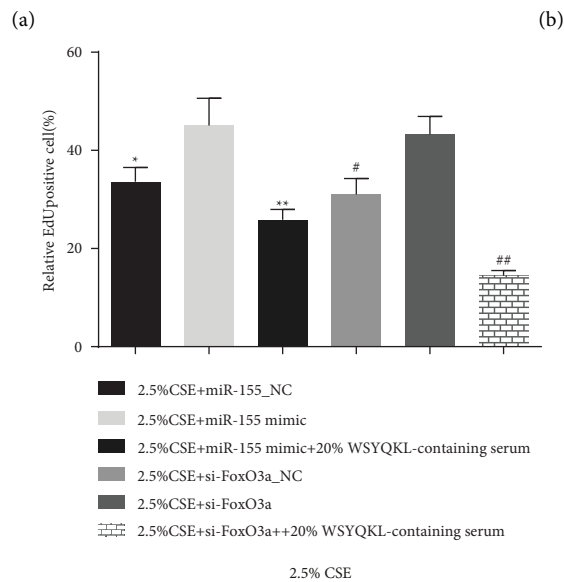 (a)
(b)
60
40
20
0
Relative EdUpositive cell(%)
*
**
#
##
2.5%CSE+miR-155_NC
2.5%CSE+miR-155 mimic
2.5%CSE+miR-155 mimic+20% WSYQKL-containing serum
2.5%CSE+si-FoxO3a_NC
2.5%CSE+si-FoxO3a
2.5%CSE+si-FoxO3a++20% WSYQKL-containing serum
2.5% CSE